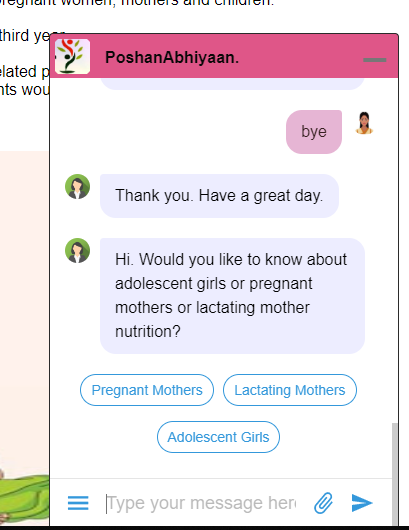 pregnant women, mothers and children.
third year
elated p
nts wou
PoshanAbhiyaan.
bye
Thank you. Have a great day.
Hi. Would you like to know about
adolescent girls or pregnant
mothers or lactating mother
nutrition?
Pregnant Mothers
Lactating Mothers
Adolescent Girls
Type your message her